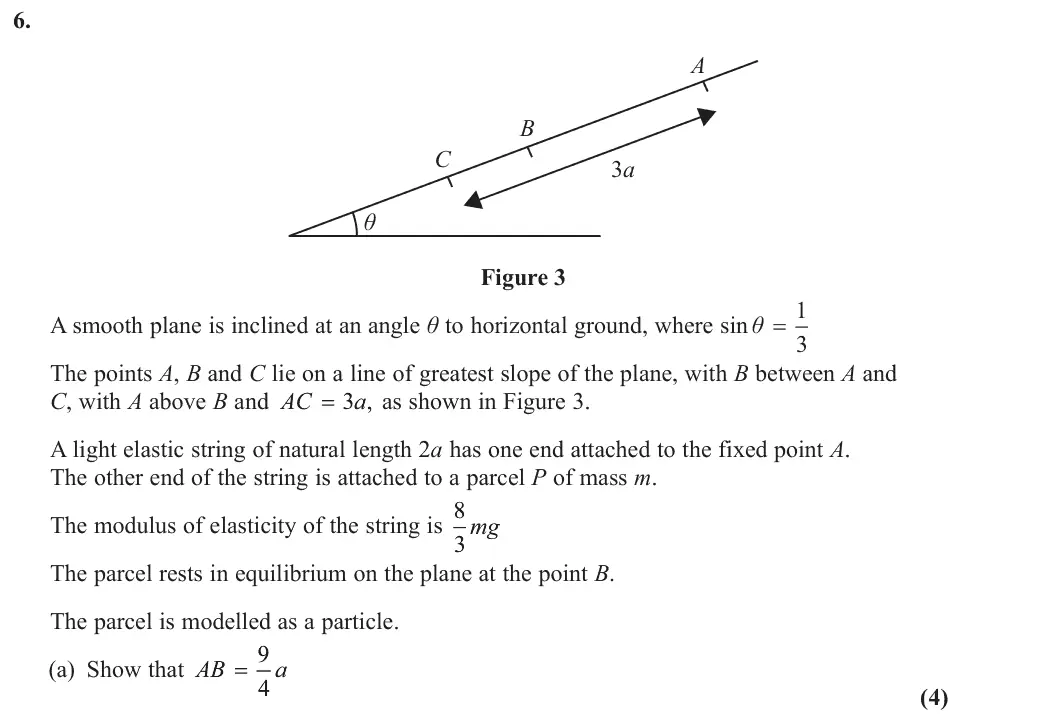 6.
A
B
C
3a
θ
Figure 3
A smooth plane is inclined at an angle θ to horizontal ground, where sin θ = 1/3
The points A, B and C lie on a line of greatest slope of the plane, with B between A and
C, with A above B and AC = 3a, as shown in Figure 3.
A light elastic string of natural length 2a has one end attached to the fixed point A.
The other end of the string is attached to a parcel P of mass m.
The modulus of elasticity of the string is 8/3 mg
The parcel rests in equilibrium on the plane at the point B.
The parcel is modelled as a particle.
(a) Show that AB = 9/4 a
(4)